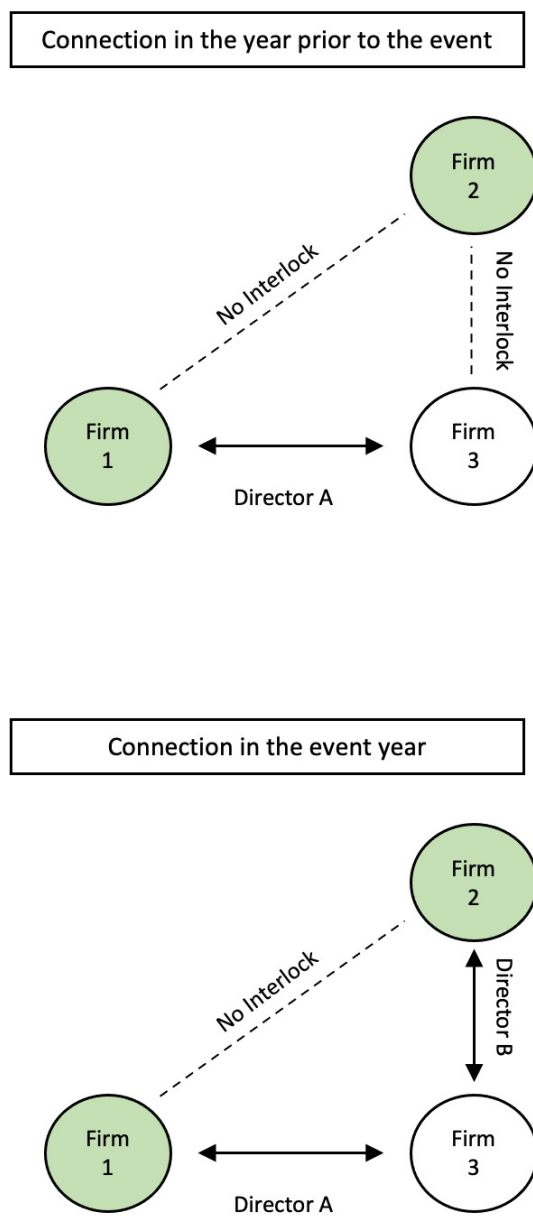 Connection in the year prior to the event
Firm
2
No Interlock
No Interlock
Firm
1
Firm
3
Director A
Connection in the event year
Firm
2
No Interlock
Director B
Firm
1
Firm
3
Director A